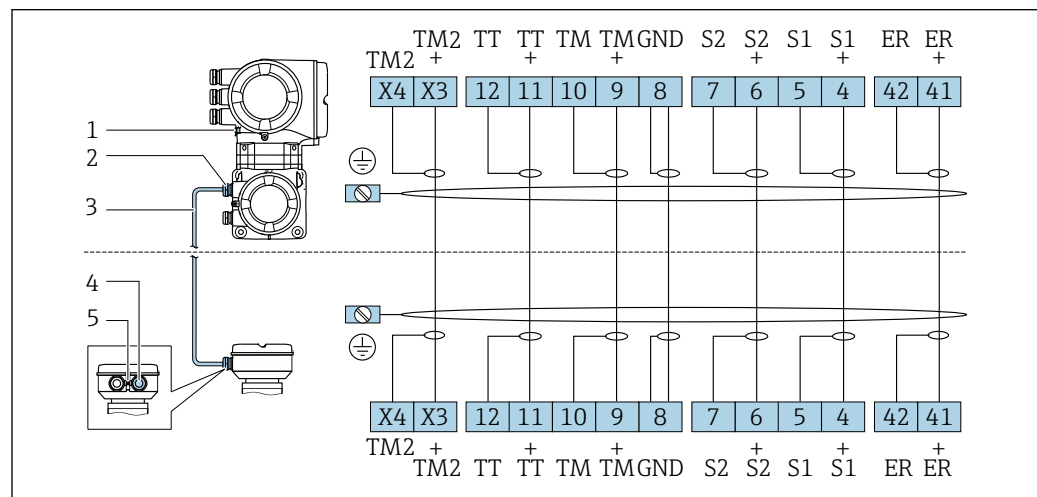 TM2 TT TT TM TM GND S2 S2 S1 S1 ER ER
TM2 + + + + + +
X4 X3 12 11 10 9 8 7 6 5 4 42 41
1
2
3
4
5
X4 X3 12 11 10 9 8 7 6 5 4 42 41
TM2 + + + + + +
TM2 TT TT TM TM GND S2 S2 S1 S1 ER ER